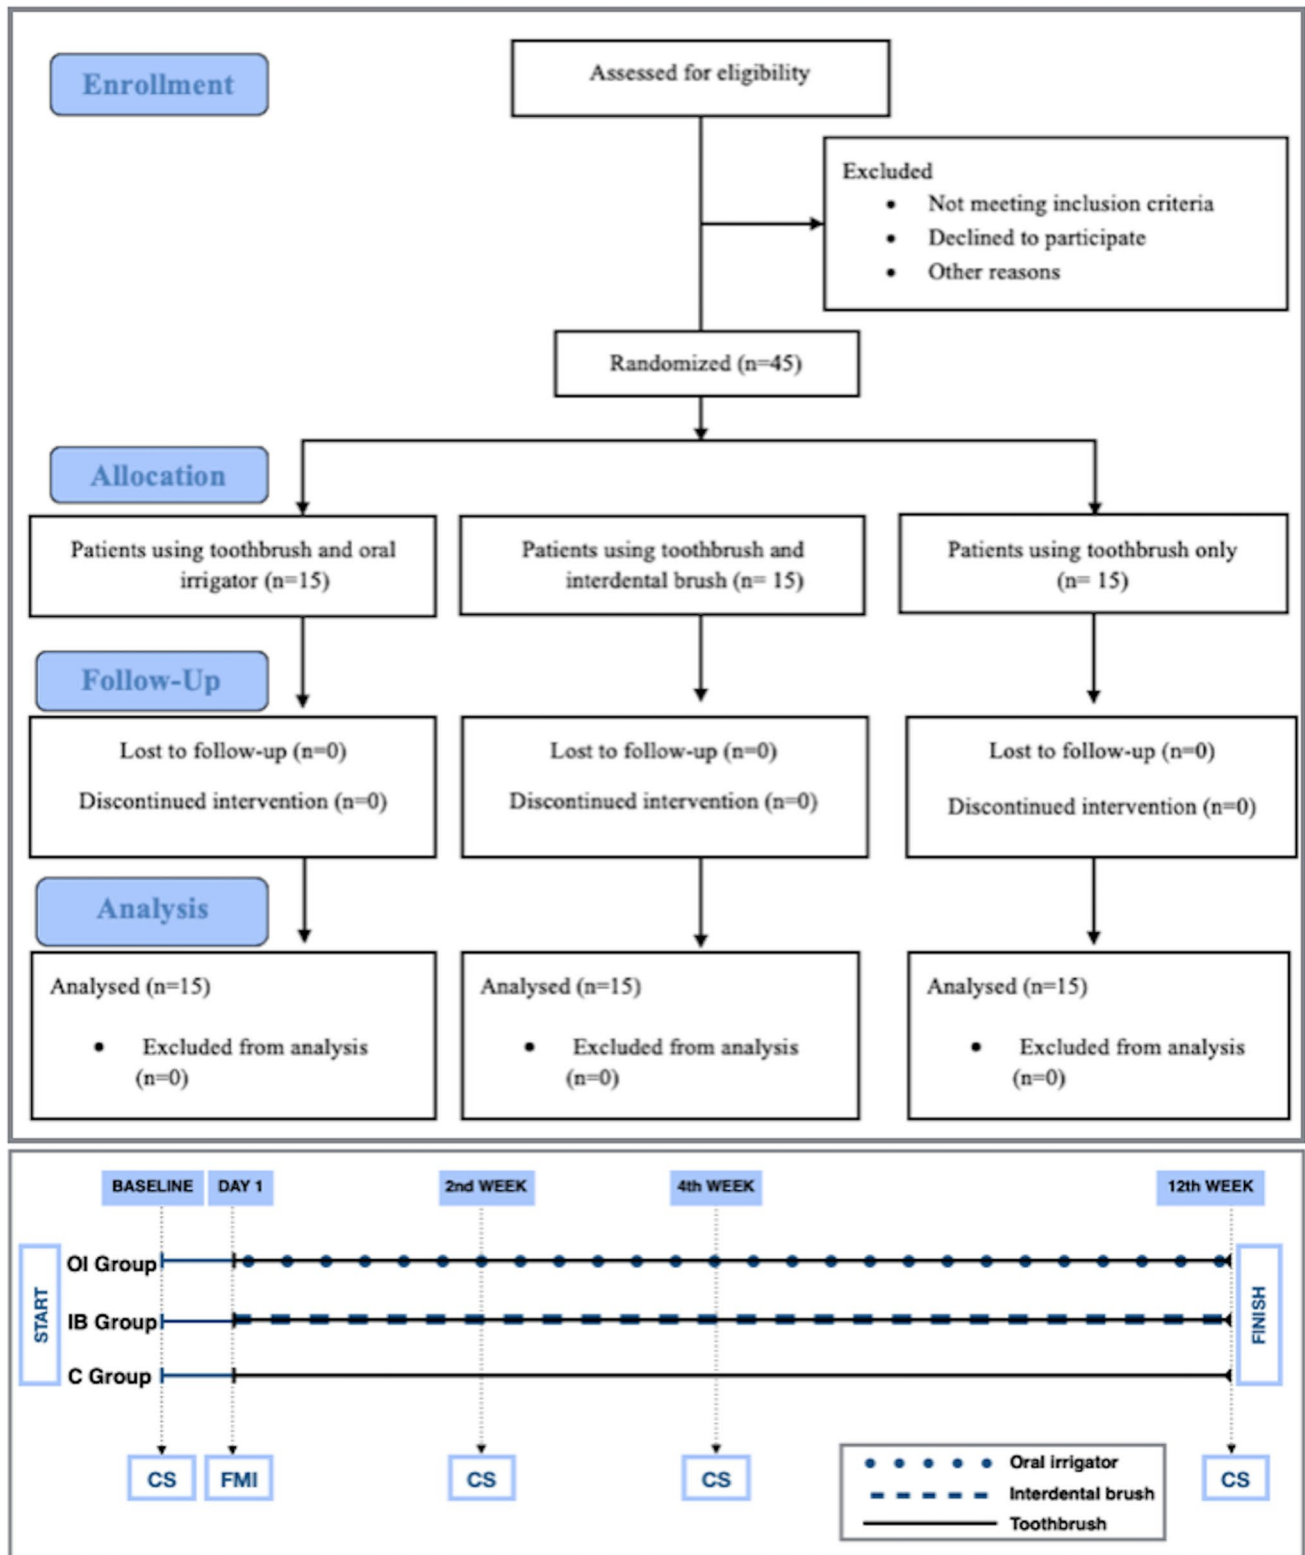 Enrollment
Assessed for eligibility
Excluded
• Not meeting inclusion criteria
• Declined to participate
• Other reasons
Randomized (n=45)
Allocation
Patients using toothbrush and oral
irrigator (n=15)
Patients using toothbrush and
interdental brush (n= 15)
Patients using toothbrush only
(n= 15)
Follow-Up
Lost to follow-up (n=0)
Discontinued intervention (n=0)
Lost to follow-up (n=0)
Discontinued intervention (n=0)
Lost to follow-up (n=0)
Discontinued intervention (n=0)
Analysis
Analysed (n=15)
• Excluded from analysis
(n=0)
Analysed (n=15)
• Excluded from analysis
(n=0)
Analysed (n=15)
• Excluded from analysis
(n=0)
BASELINE
DAY 1
2nd WEEK
4th WEEK
12th WEEK
START
OI Group
IB Group
C Group
FINISH
CS
FMI
CS
CS
CS
Oral irrigator
Interdental brush
Toothbrush